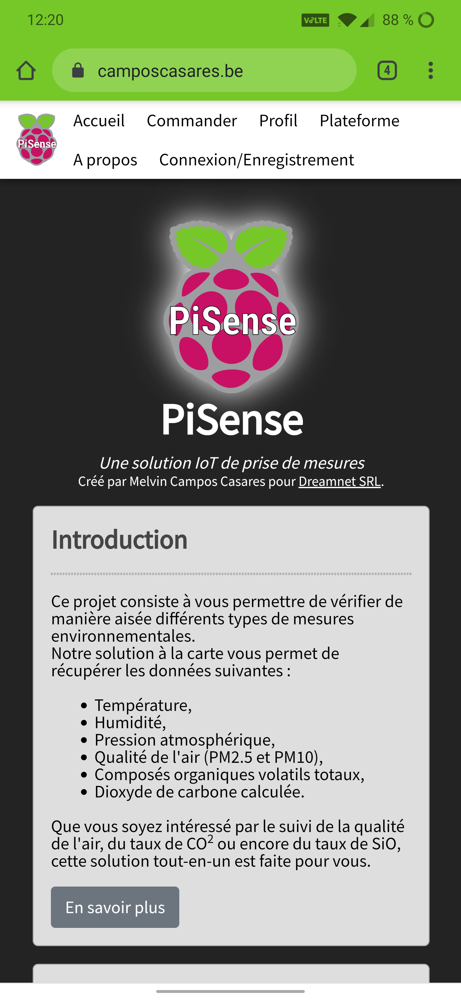 12:20
VoLTE
88 %
camposcasares.be
4
PiSense
Accueil Commander Profil Plateforme
A propos Connexion/Enregistrement
PiSense
PiSense
Une solution IoT de prise de mesures
Créé par Melvin Campos Casares pour Dreamnet SRL.
Introduction
Ce projet consiste à vous permettre de vérifier de
manière aisée différents types de mesures
environnementales.
Notre solution à la carte vous permet de
récupérer les données suivantes :
• Température,
• Humidité,
• Pression atmosphérique,
• Qualité de l'air (PM2.5 et PM10),
• Composés organiques volatils totaux,
• Dioxyde de carbone calculée.
Que vous soyez intéressé par le suivi de la qualité
de l'air, du taux de CO² ou encore du taux de SiO,
cette solution tout-en-un est faite pour vous.
En savoir plus